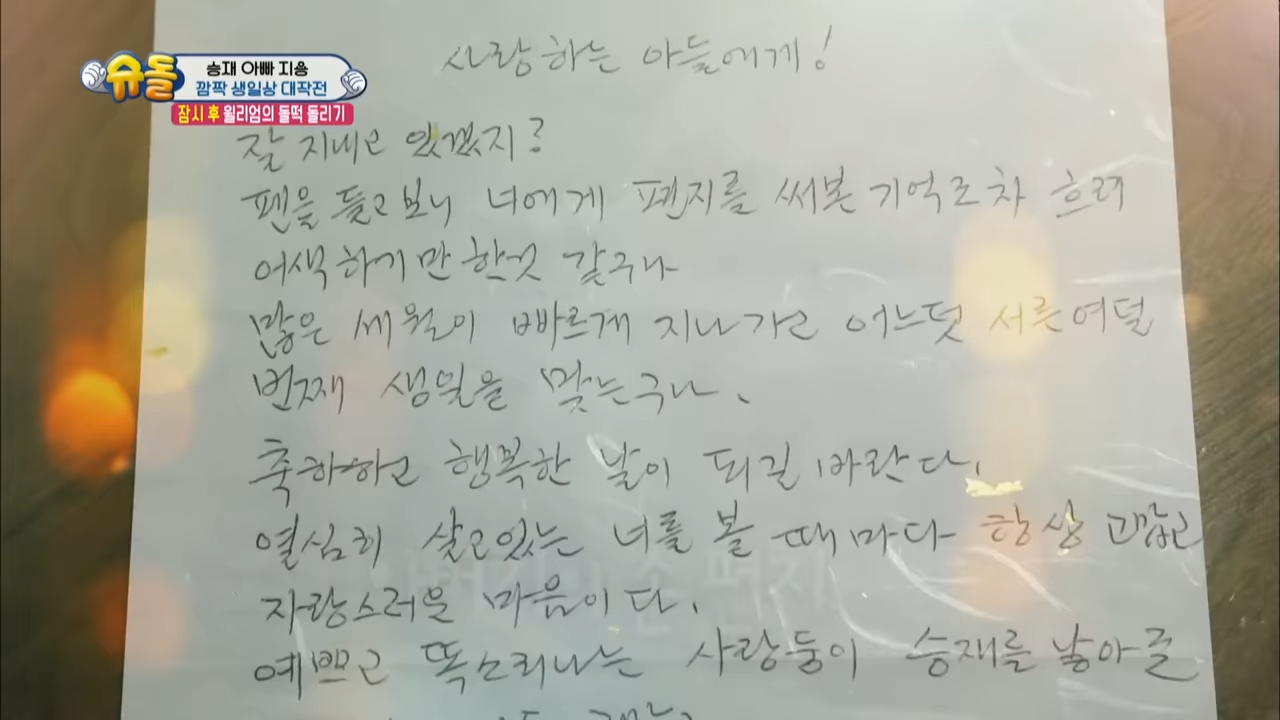 슈돌
승재 아빠 지용
깜짝 생일상 대작전
잠시 후 윌리엄의 돌떡 돌리기
사랑하는 아들에게!
잘 지내고 있겠지?
펜을 들고보니 너에게 편지를 써본 기억조차 흐려
어색하기만 한것 같구나
많은 세월이 빠르게 지나가고 어느덧 서른여덜
번째 생일을 맞는구나.
축하하고 행복한 날이 되길 바란다.
열심히 살고있는 너를 볼 때마다 항상 고맙고
자랑스러운 마음이다.
예쁘고 똑소리나는 사랑둥이 승재를 낳아준